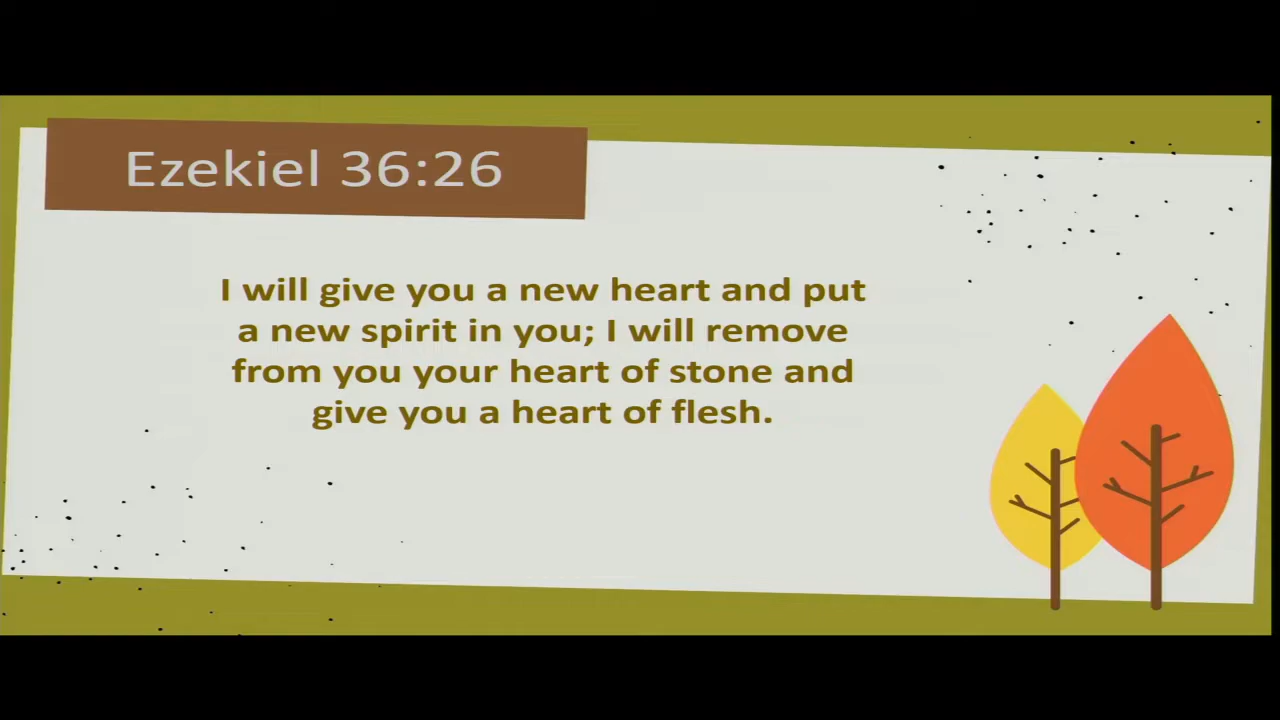 Ezekiel 36:26
I will give you a new heart and put
a new spirit in you; I will remove
from you your heart of stone and
give you a heart of flesh.